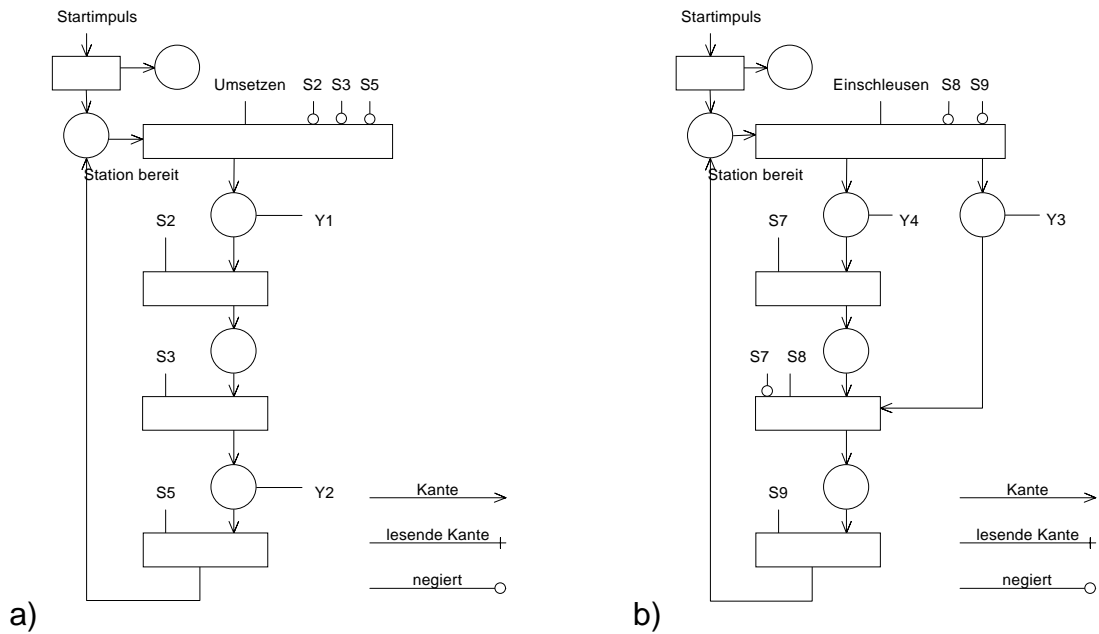 Startimpuls
Umsetzen S2 S3 S5
Station bereit
S2 Y1
S3
S5 Y2
Kante
lesende Kante
negiert
a)
Startimpuls
Einschleusen S8 S9
Station bereit
S7 Y4 Y3
S7 S8
S9
Kante
lesende Kante
negiert
b)